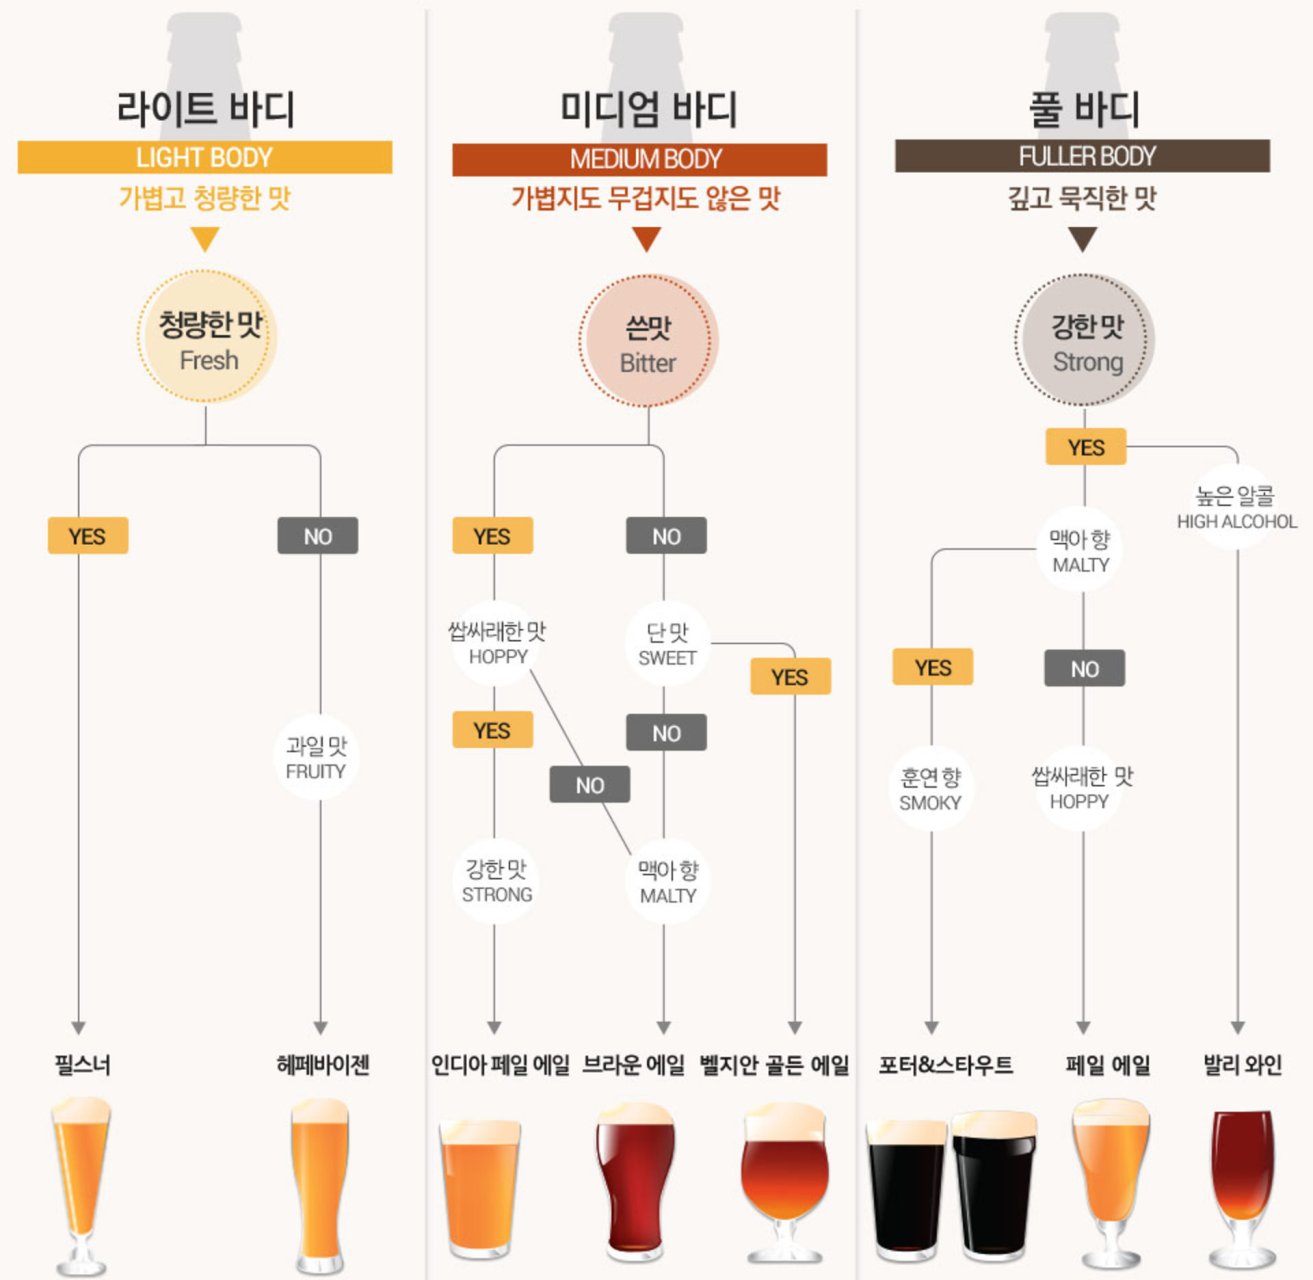 라이트 바디
LIGHT BODY
가볍고 청량한 맛
청량한 맛
Fresh
YES
NO
과일 맛
FRUITY
필스너
헤페바이젠
미디엄 바디
MEDIUM BODY
가볍지도 무겁지도 않은 맛
쓴맛
Bitter
YES
NO
쌉싸래한 맛
HOPPY
단 맛
SWEET
YES
YES
NO
NO
강한 맛
STRONG
맥아 향
MALTY
인디아 페일 에일
브라운 에일
벨지안 골든 에일
풀 바디
FULLER BODY
깊고 묵직한 맛
강한 맛
Strong
YES
높은 알콜
HIGH ALCOHOL
맥아 향
MALTY
YES
NO
훈연 향
SMOKY
쌉싸래한 맛
HOPPY
포터&스타우트
페일 에일
발리 와인